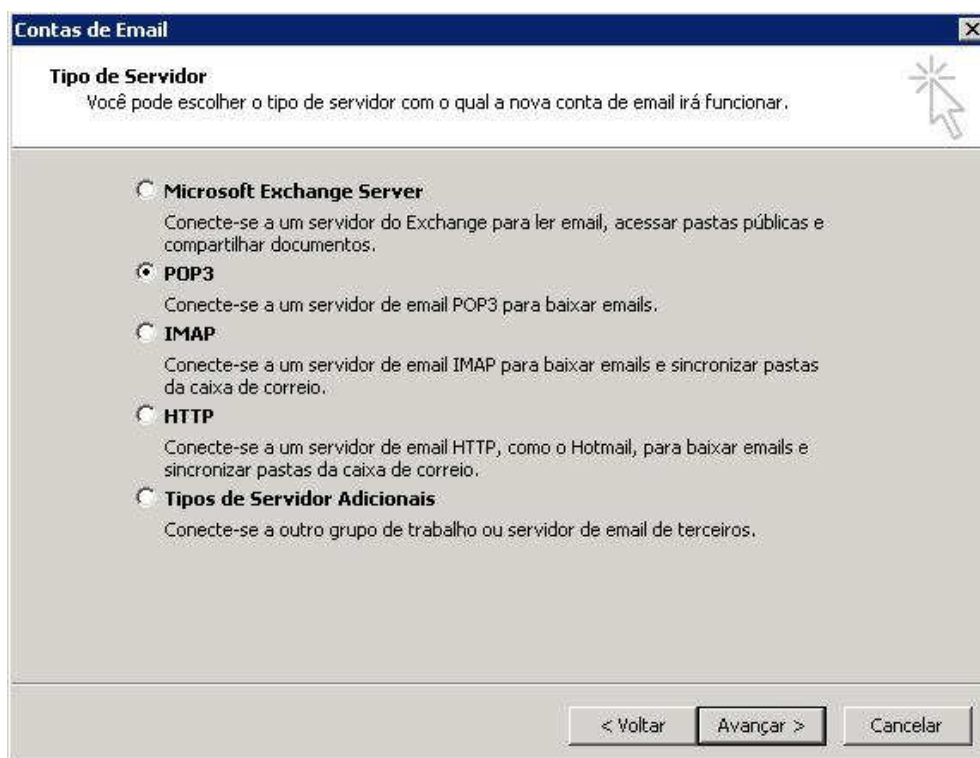 Contas de Email
Tipo de Servidor
Você pode escolher o tipo de servidor com o qual a nova conta de email irá funcionar.
Microsoft Exchange Server
Conecte-se a um servidor do Exchange para ler email, acessar pastas públicas e
compartilhar documentos.
POP3
Conecte-se a um servidor de email POP3 para baixar emails.
IMAP
Conecte-se a um servidor de email IMAP para baixar emails e sincronizar pastas
da caixa de correio.
HTTP
Conecte-se a um servidor de email HTTP, como o Hotmail, para baixar emails e
sincronizar pastas da caixa de correio.
Tipos de Servidor Adicionais
Conecte-se a outro grupo de trabalho ou servidor de email de terceiros.
< Voltar
Avançar >
Cancelar